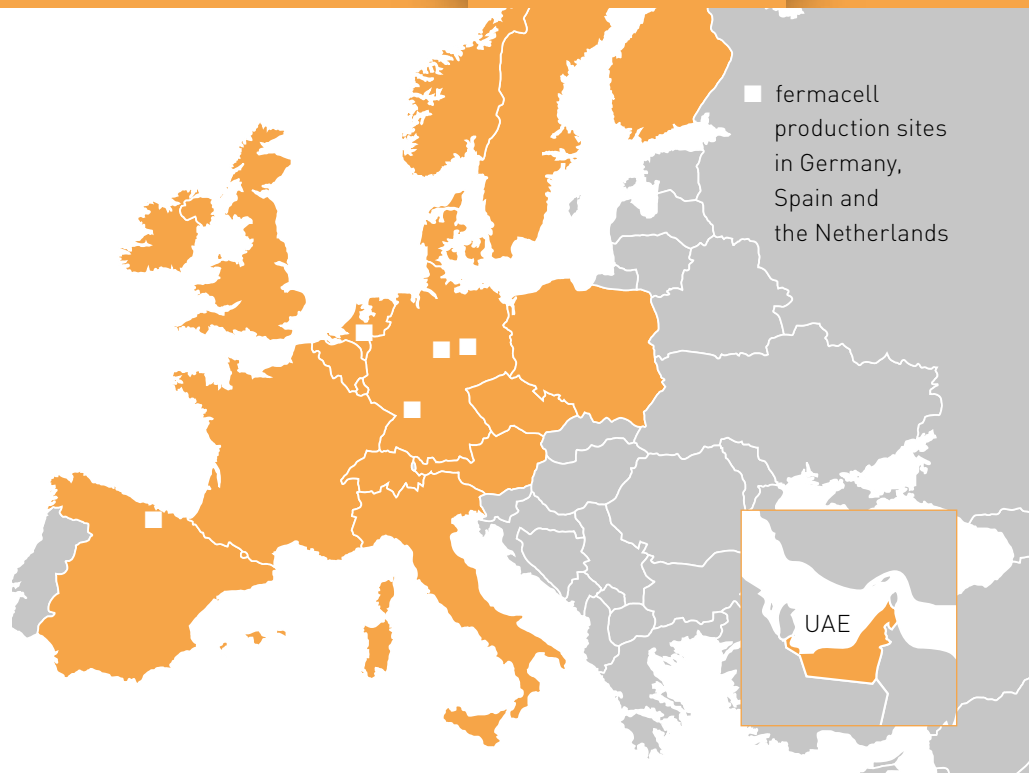 fermacell
production sites
in Germany,
Spain and
the Netherlands
UAE